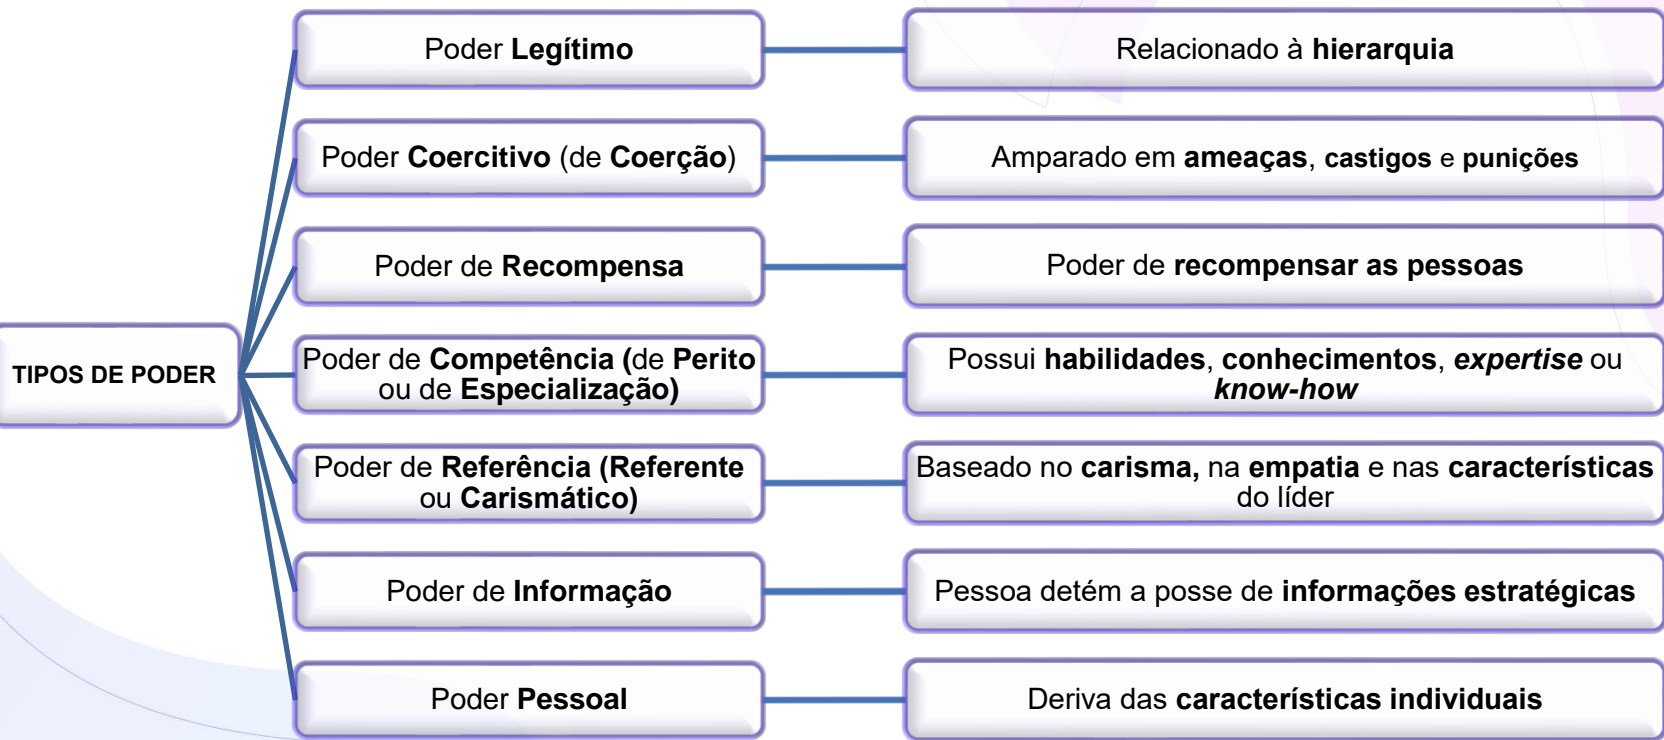 Poder Legítimo
Relacionado à hierarquia
Poder Coercitivo (de Coerção)
Amparado em ameaças, castigos e punições
Poder de Recompensa
Poder de recompensar as pessoas
TIPOS DE PODER
Poder de Competência (de Perito
ou de Especialização)
Possui habilidades, conhecimentos, expertise ou
know-how
Poder de Referência (Referente
ou Carismático)
Baseado no carisma, na empatia e nas características
do líder
Poder de Informação
Pessoa detém a posse de informações estratégicas
Poder Pessoal
Deriva das características individuais